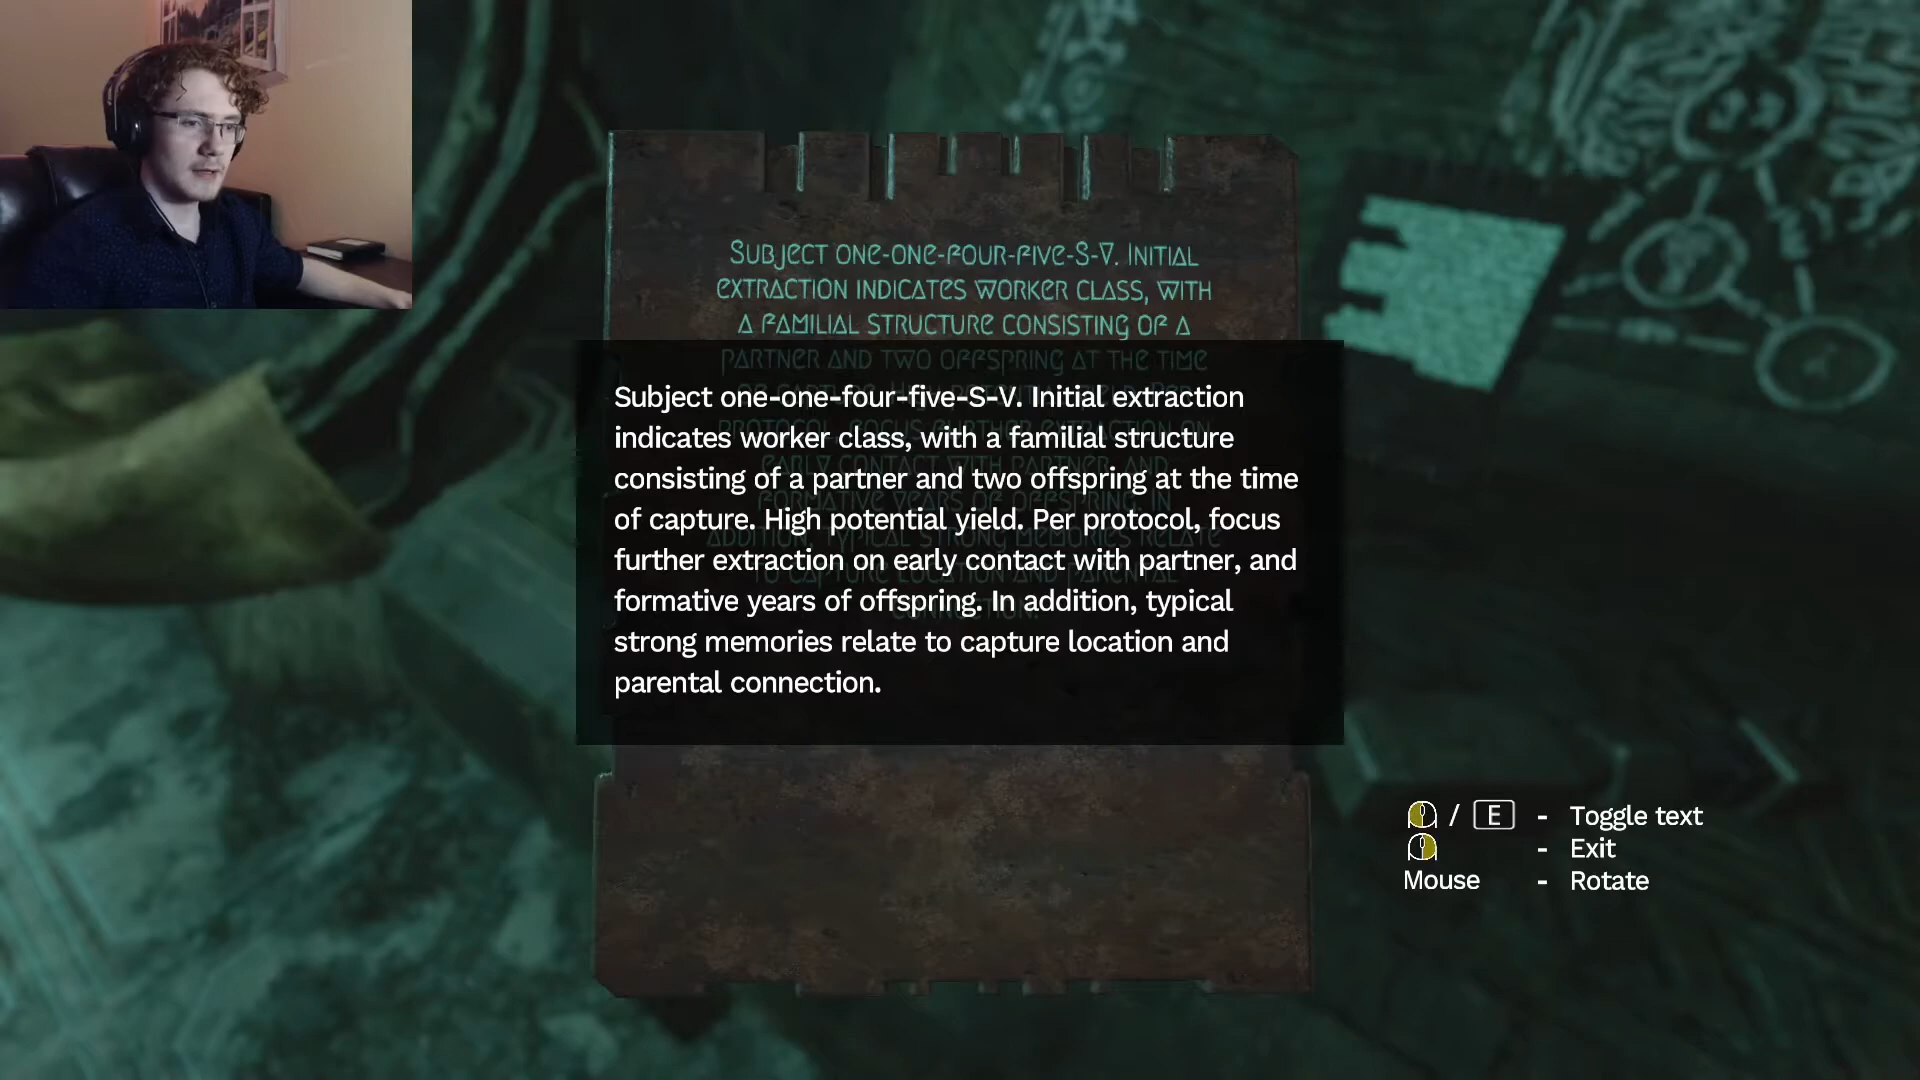 SUBJECT ONE-ONE-FOUR-FIVE-S-V. INITIAL
EXTRACTION INDICATES WORKER CLASS, WITH
A FAMILIAL STRUCTURE CONSISTING OF A
PARTNER AND TWO OFFSPRING AT THE TIME
Subject one-one-four-five-S-V. Initial extraction
indicates worker class, with a familial structure
consisting of a partner and two offspring at the time
of capture. High potential yield. Per protocol, focus
further extraction on early contact with partner, and
formative years of offspring. In addition, typical
strong memories relate to capture location and
parental connection.
/ E - Toggle text
- Exit
Mouse - Rotate